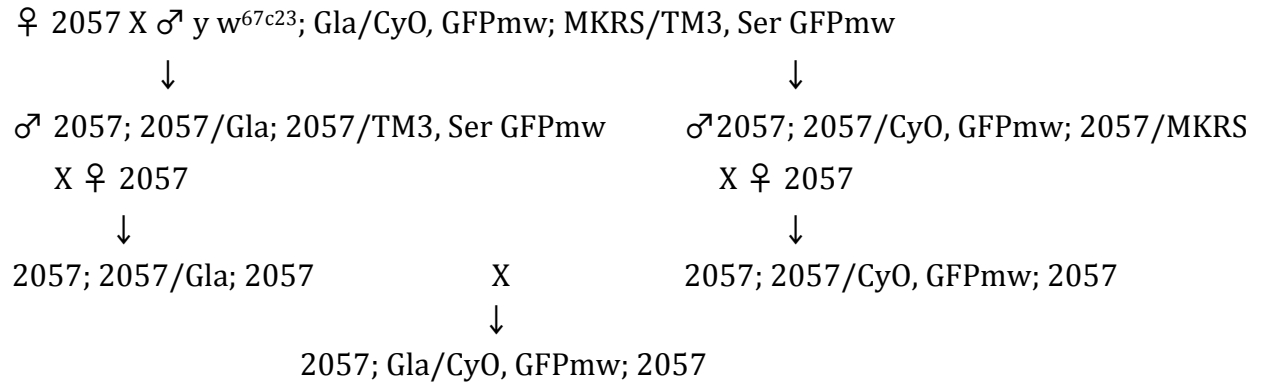 ♀ 2057 X ♂ y w67c23; Gla/CyO, GFPmw; MKRS/TM3, Ser GFPmw
↓ ↓
♂ 2057; 2057/Gla; 2057/TM3, Ser GFPmw ♂2057; 2057/CyO, GFPmw; 2057/MKRS
X ♀ 2057 X ♀ 2057
↓ ↓
2057; 2057/Gla; 2057 X 2057; 2057/CyO, GFPmw; 2057
↓
2057; Gla/CyO, GFPmw; 2057